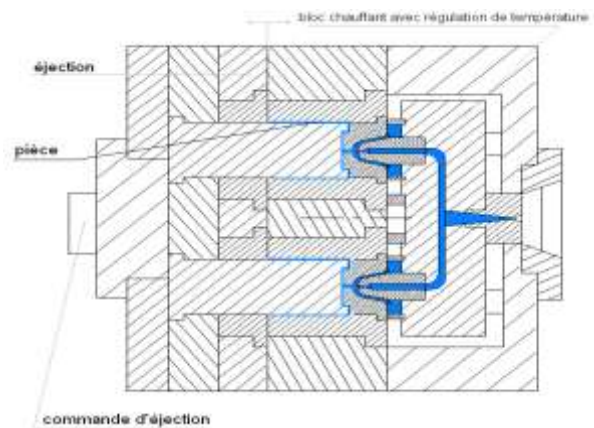 bloc chauffant avec régulation de température
éjection
pièce
commande d'éjection